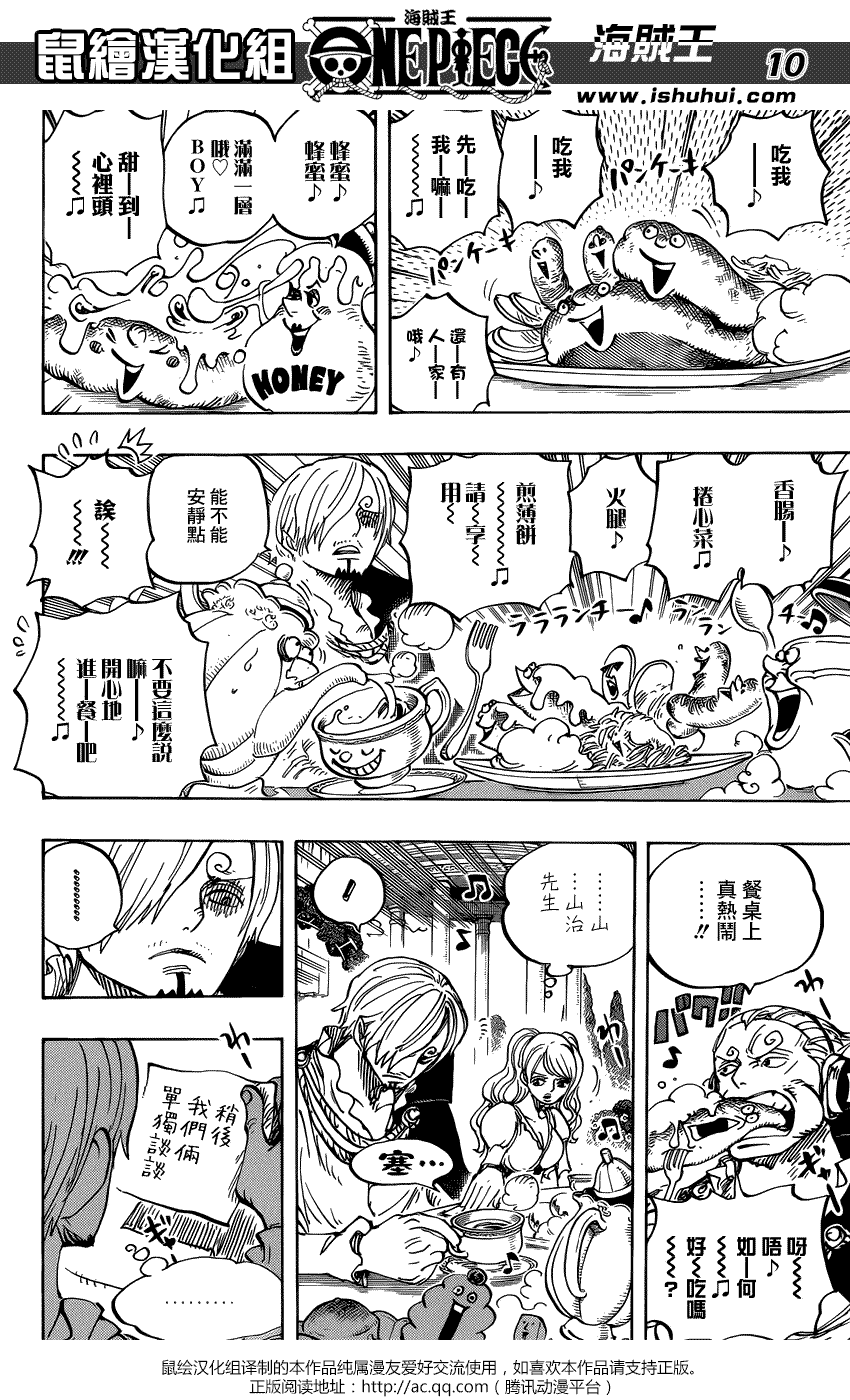 鼠繪漢化組
海賊王
ONE PIECE
海賊王
www.ishuhui.com
10
吃我
——♪
吃我
——♪
先—吃—
我—嘛—
～～～♫
還—有—
人—家—
哦♪
パンケーキ
パンケーキ
蜂蜜♪
蜂蜜♪
滿滿一層
哦♡
BOY♫
甜—到—
心裡頭
～～～♫
HONEY
香腸—♪
捲心菜♫
火腿♪
煎薄餅
～～～♫
請～享～
用～
ララランチー♪
ランラン
チ♪
能不能
安靜點
誒～～
～～!!!
不要這麼說
嘛——♪
開心地
進—餐—吧
～～～♫
餐桌上
真熱鬧
……!!
バク!!
呀～～
唔♪
如—何
～～♫
好～吃嗎
～～～?
……山
……山治
先生
！
塞…
………
稍後
我們倆
單獨談談
………
鼠绘汉化组译制的本作品纯属漫友爱好交流使用，如喜欢本作品请支持正版。
正版阅读地址：http://ac.qq.com（腾讯动漫平台）